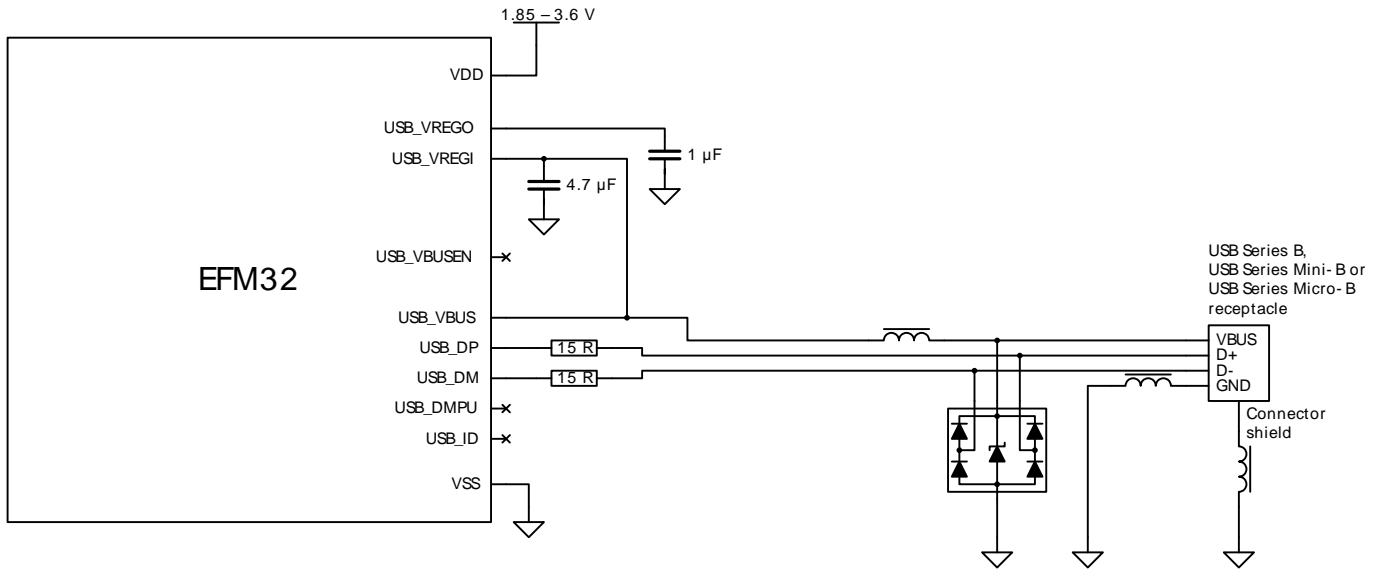 1.85 – 3.6 V
VDD
USB_VREGO
1 µF
USB_VREGI
4.7 µF
USB_VBUSEN
EFM32
USB Series B,
USB Series Mini-B or
USB Series Micro-B
receptacle
USB_VBUS
VBUS
USB_DP
15 R
D+
USB_DM
15 R
D-
GND
USB_DMPU
Connector
shield
USB_ID
VSS